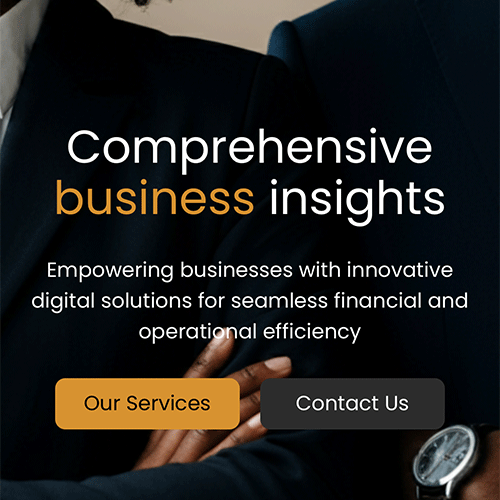 Comprehensive
business insights
Empowering businesses with innovative
digital solutions for seamless financial and
operational efficiency
Our Services
Contact Us